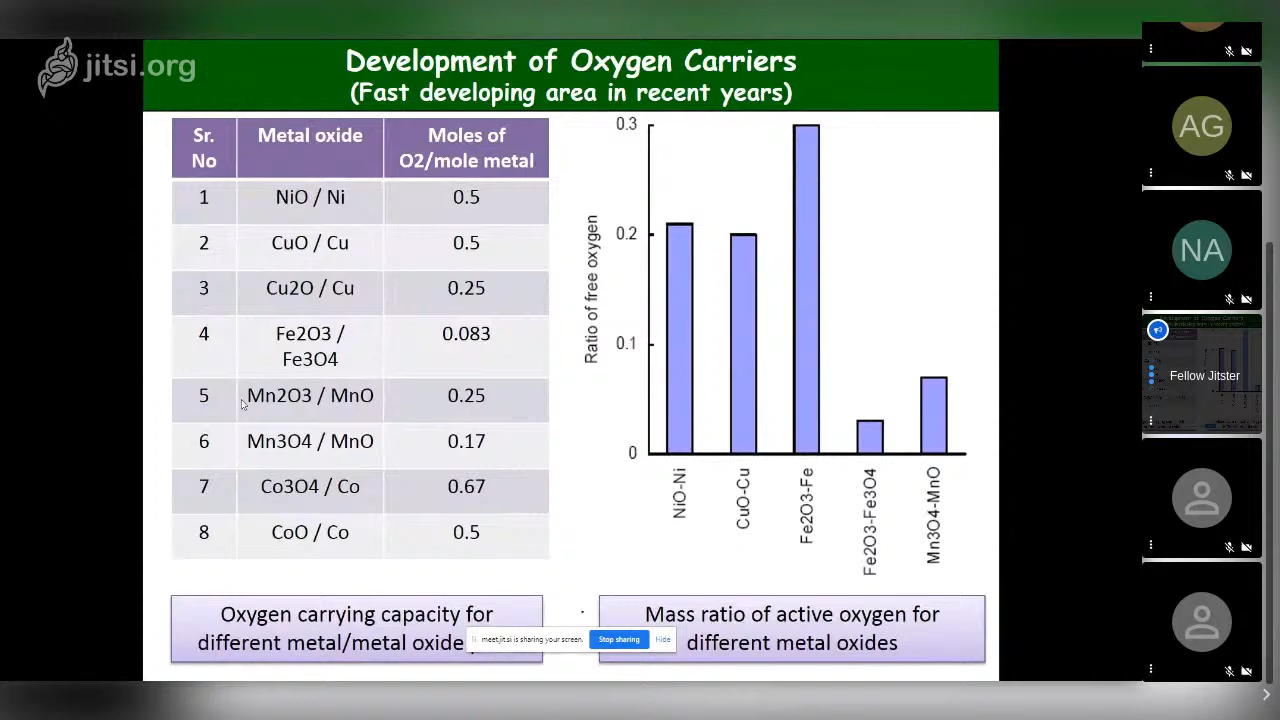 jitsi.org
Development of Oxygen Carriers
(Fast developing area in recent years)
Sr. No | Metal oxide | Moles of O2/mole metal
1 | NiO / Ni | 0.5
2 | CuO / Cu | 0.5
3 | Cu2O / Cu | 0.25
4 | Fe2O3 / Fe3O4 | 0.083
5 | Mn2O3 / MnO | 0.25
6 | Mn3O4 / MnO | 0.17
7 | Co3O4 / Co | 0.67
8 | CoO / Co | 0.5
Oxygen carrying capacity for
different metal/metal oxide
Ratio of free oxygen
0.3
0.2
0.1
0
NiO-Ni
CuO-Cu
Fe2O3-Fe
Fe2O3-Fe3O4
Mn3O4-MnO
Mass ratio of active oxygen for
different metal oxides
meet.jit.si is sharing your screen.
Stop sharing
Hide
AG
NA
Fellow Jitster